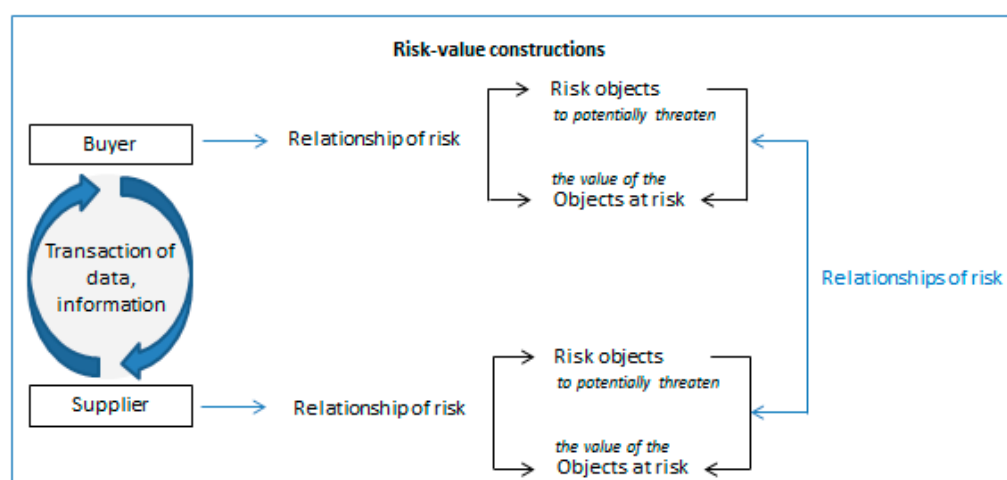 Risk-value constructions
Buyer
Relationship of risk
Risk objects
to potentially threaten
the value of the
Objects at risk
Transaction of
data,
information
Relationships of risk
Supplier
Relationship of risk
Risk objects
to potentially threaten
the value of the
Objects at risk